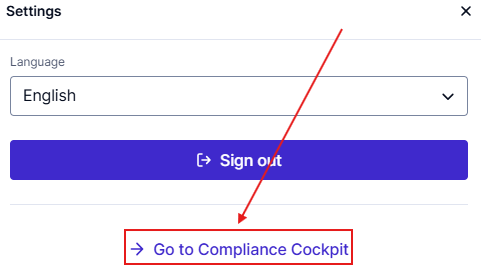 Settings
Language
English
Sign out
Go to Compliance Cockpit